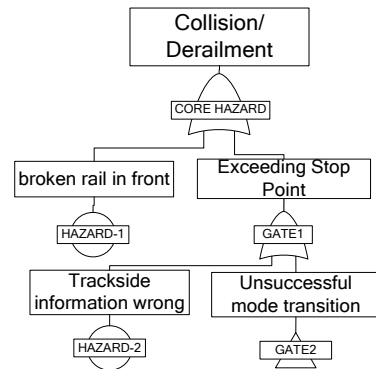 Collision/
Derailment
CORE HAZARD
broken rail in front
Exceeding Stop
Point
HAZARD-1
GATE1
Trackside
information wrong
Unsuccessful
mode transition
HAZARD-2
GATE2